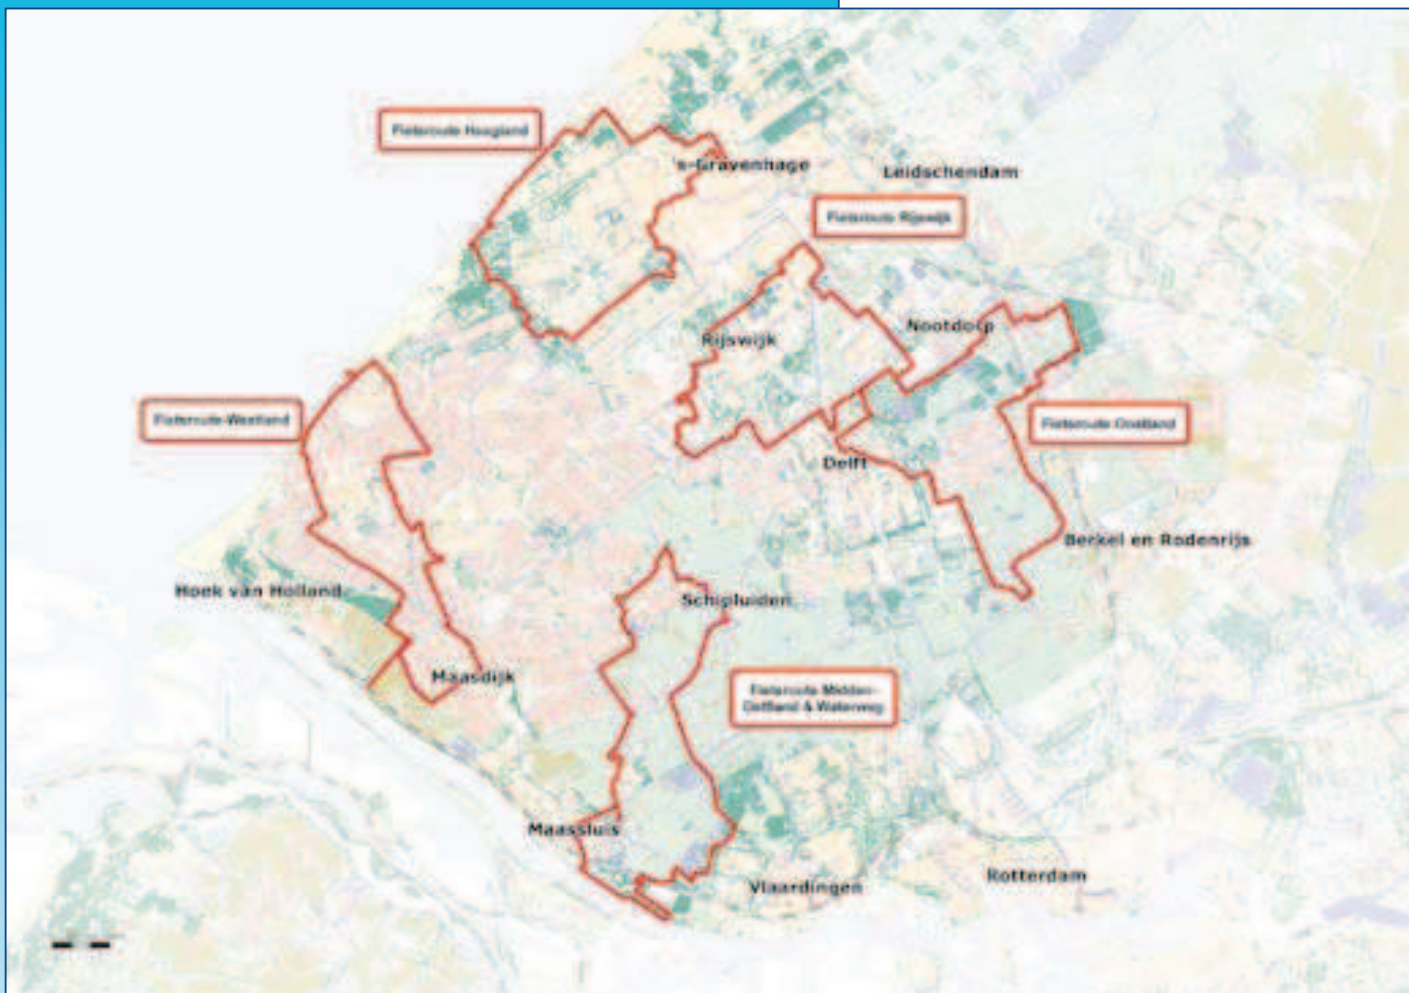 Fietsroute Haagland
's-Gravenhage
Leidschendam
Fietsroute Rijswijk
Nootdorp
Rijswijk
Fietsroute Westland
Fietsroute Oostland
Delft
Berkel en Rodenrijs
Hoek van Holland
Schipluiden
Maasdijk
Fietsroute Midden-
Delfland & Waterweg
Maassluis
Vlaardingen
Rotterdam